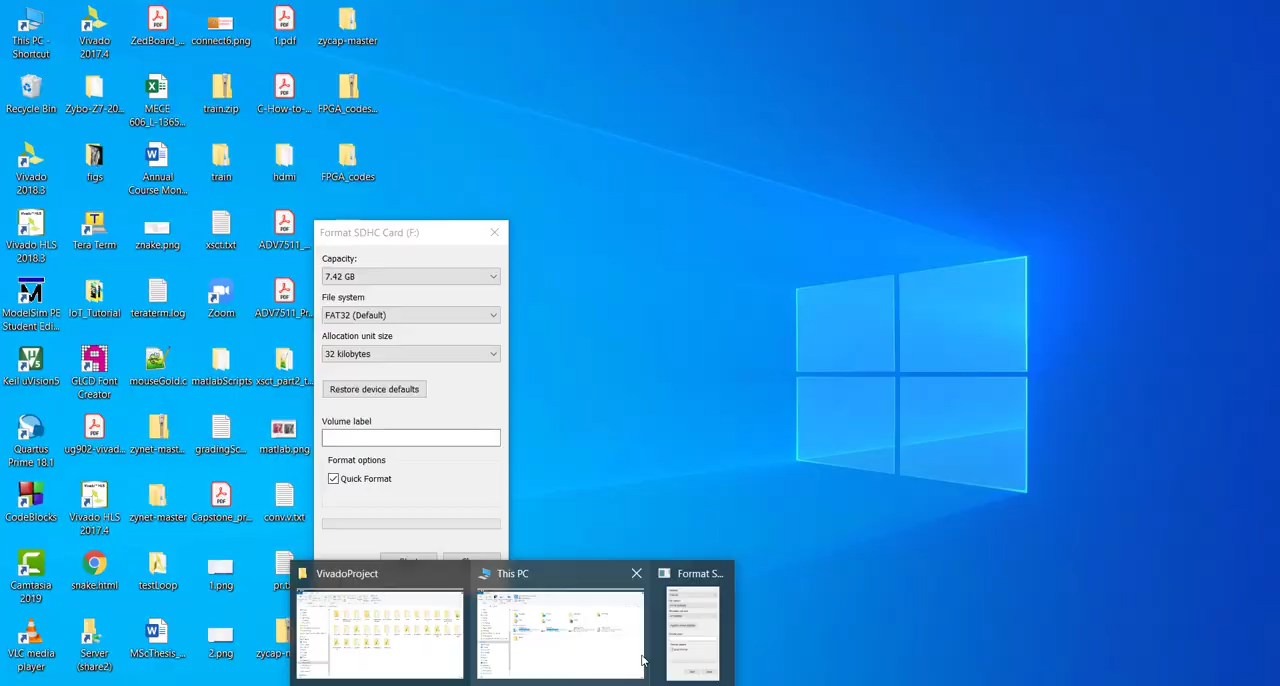 This PC -
Shortcut
Vivado
2017.4
ZedBoard_...
connect6.png
1.pdf
zycap-master
Recycle Bin
Zybo-Z7-20...
MECE
606_L-1365...
train.zip
C-How-to-...
FPGA_codes...
Vivado
2018.3
figs
Annual
Course Mon...
train
hdmi
FPGA_codes
Vivado HLS
2018.3
Tera Term
znake.png
xsct.txt
ADV7511_...
ModelSim PE
Student Edi...
IoT_Tutorial
teraterm.log
Zoom
ADV7511_Pr...
Keil uVision5
GLCD Font
Creator
mouseGold.c
matlabScripts
xsct_part2_t...
Quartus
Prime 18.1
ug902-vivad...
zynet-mast...
gradingSc...
matlab.png
CodeBlocks
Vivado HLS
2017.4
zynet-master
Capstone_pr...
conv.v.txt
Camtasia
2019
snake.html
testLoop
1.png
VLC media
player
Server
(share2)
MScThesis_...
2.png
Format SDHC Card (F:)
Capacity:
7.42 GB
File system
FAT32 (Default)
Allocation unit size
32 kilobytes
Restore device defaults
Volume label
Format options
Quick Format
VivadoProject
This PC
Format S...